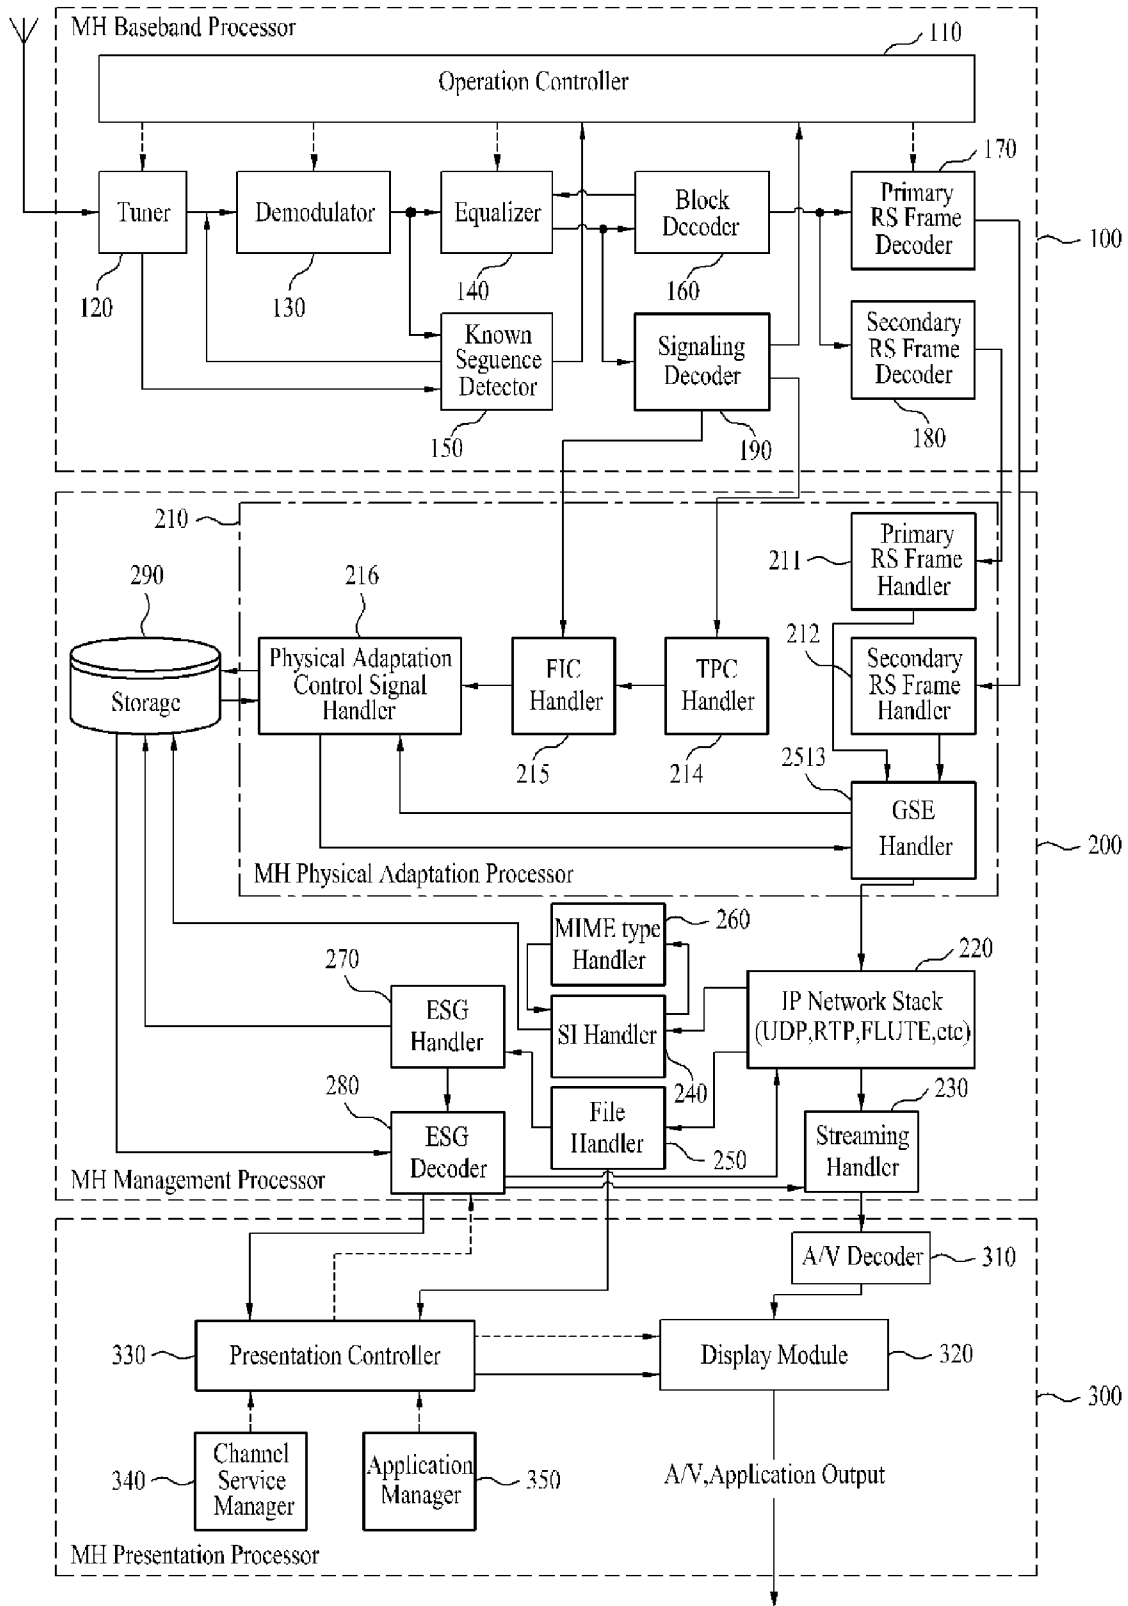 MH Baseband Processor
110
Operation Controller
170
Tuner
Demodulator
Equalizer
Block
Decoder
Primary
RS Frame
Decoder
100
120
130
140
160
Known
Seguence
Detector
Signaling
Decoder
Secondary
RS Frame
Decoder
150
190
180
210
Primary
RS Frame
Handler
211
290
216
212
Storage
Physical Adaptation
Control Signal
Handler
FIC
Handler
TPC
Handler
Secondary
RS Frame
Handler
215
214
2513
GSE
Handler
200
MH Physical Adaptation Processor
MIME type
Handler
260
270
220
ESG
Handler
SI Handler
IP Network Stack
(UDP,RTP,FLUTE,etc)
240
230
280
ESG
Decoder
File
Handler
250
Streaming
Handler
MH Management Processor
A/V Decoder
310
330
Presentation Controller
Display Module
320
300
340
Channel
Service
Manager
Application
Manager
350
A/V,Application Output
MH Presentation Processor